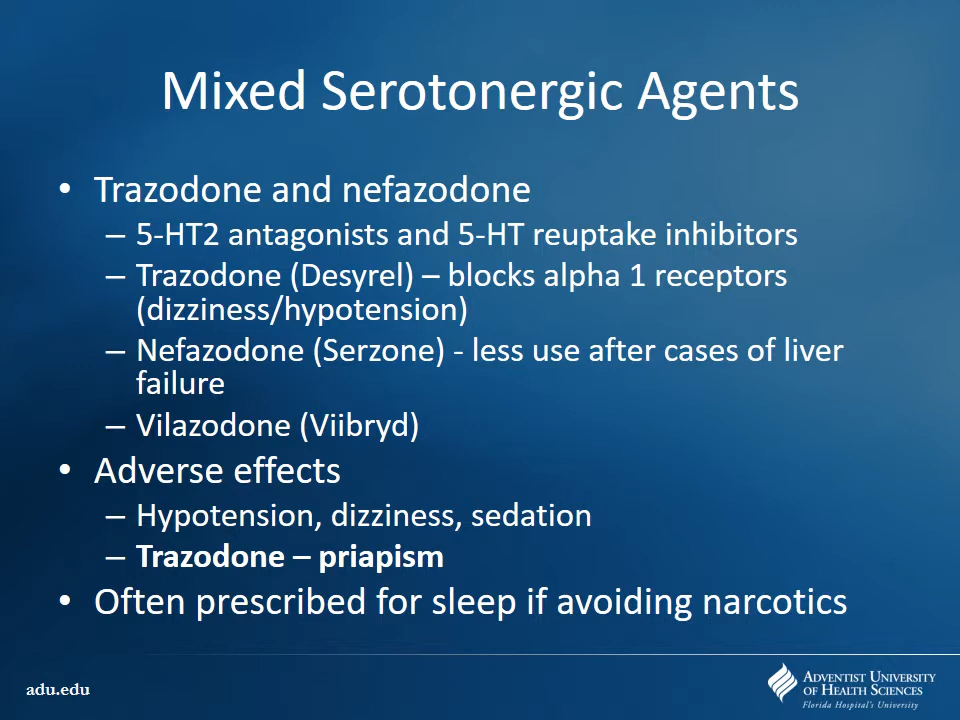 Mixed Serotonergic Agents
• Trazodone and nefazodone
– 5-HT2 antagonists and 5-HT reuptake inhibitors
– Trazodone (Desyrel) – blocks alpha 1 receptors
(dizziness/hypotension)
– Nefazodone (Serzone) - less use after cases of liver
failure
– Vilazodone (Viibryd)
• Adverse effects
– Hypotension, dizziness, sedation
– Trazodone – priapism
• Often prescribed for sleep if avoiding narcotics
adu.edu
ADVENTIST UNIVERSITY
OF HEALTH SCIENCES
Florida Hospital's University